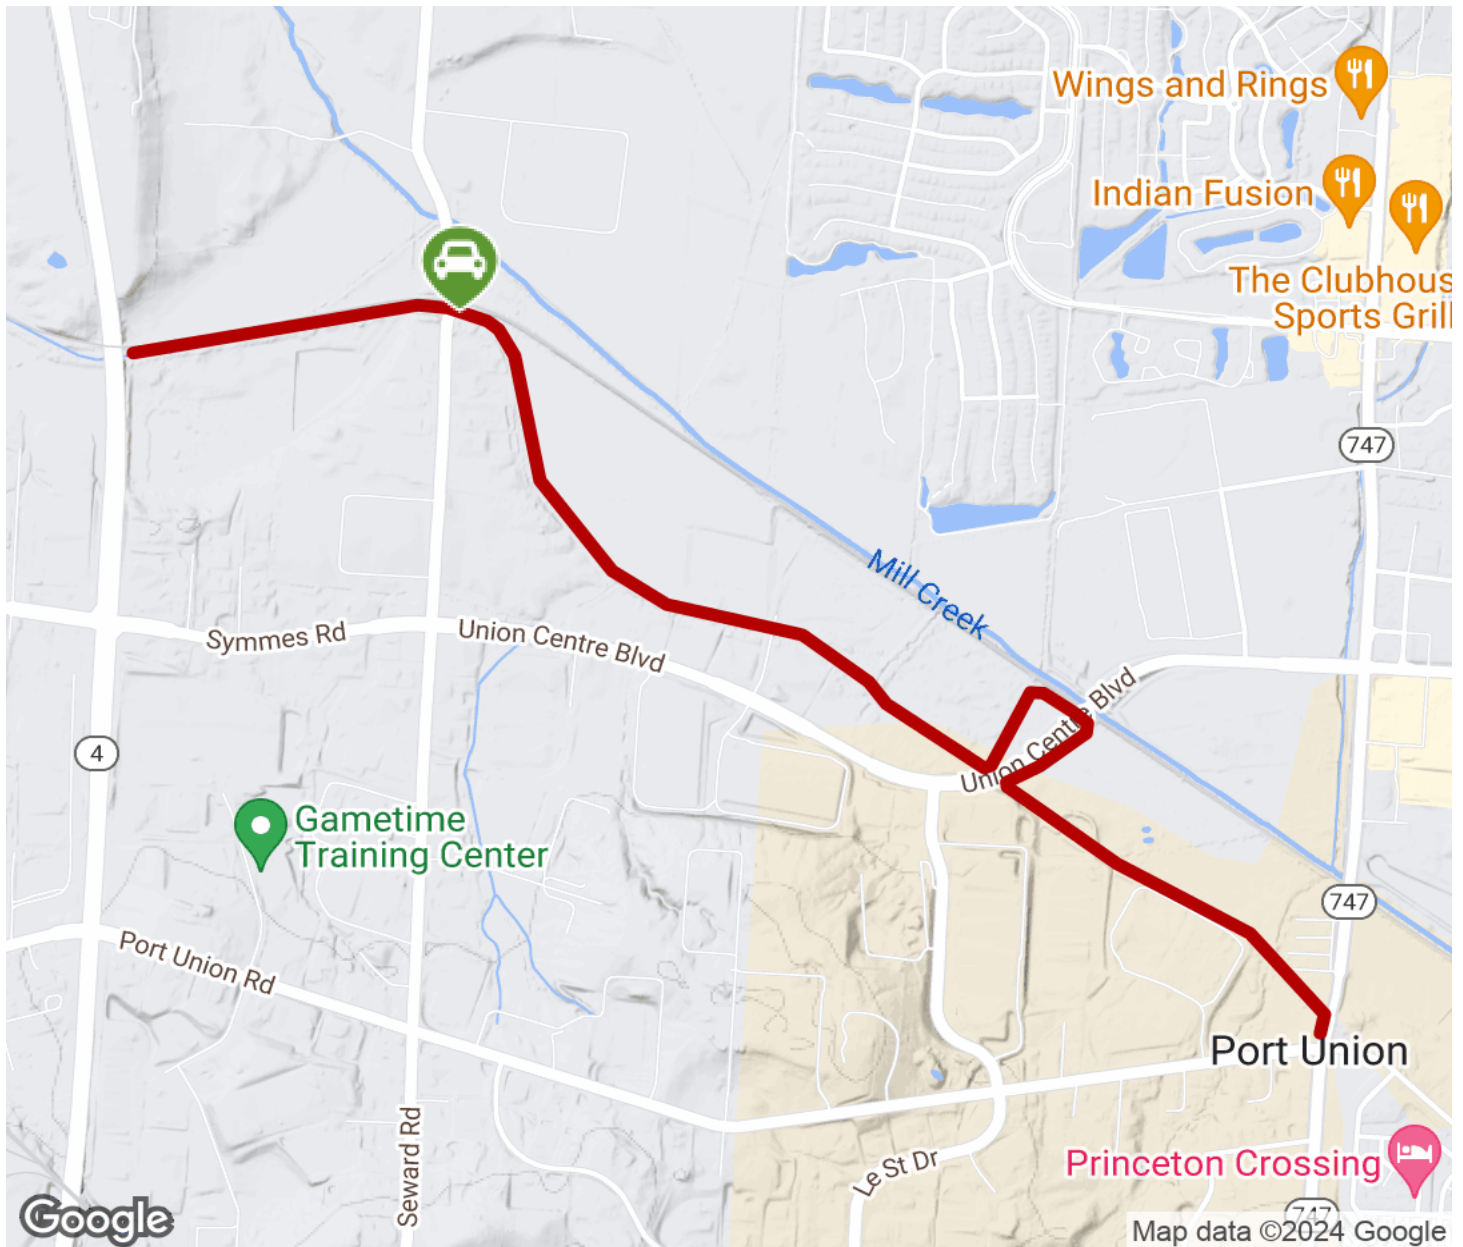 Wings and Rings
Indian Fusion
The Clubhous
Sports Grill
747
Mill Creek
Symmes Rd
Union Centre Blvd
Union Centre Blvd
4
Gametime
Training Center
747
Port Union Rd
Port Union
Seward Rd
Le St Dr
Princeton Crossing
747
Google
Map data ©2024 Google